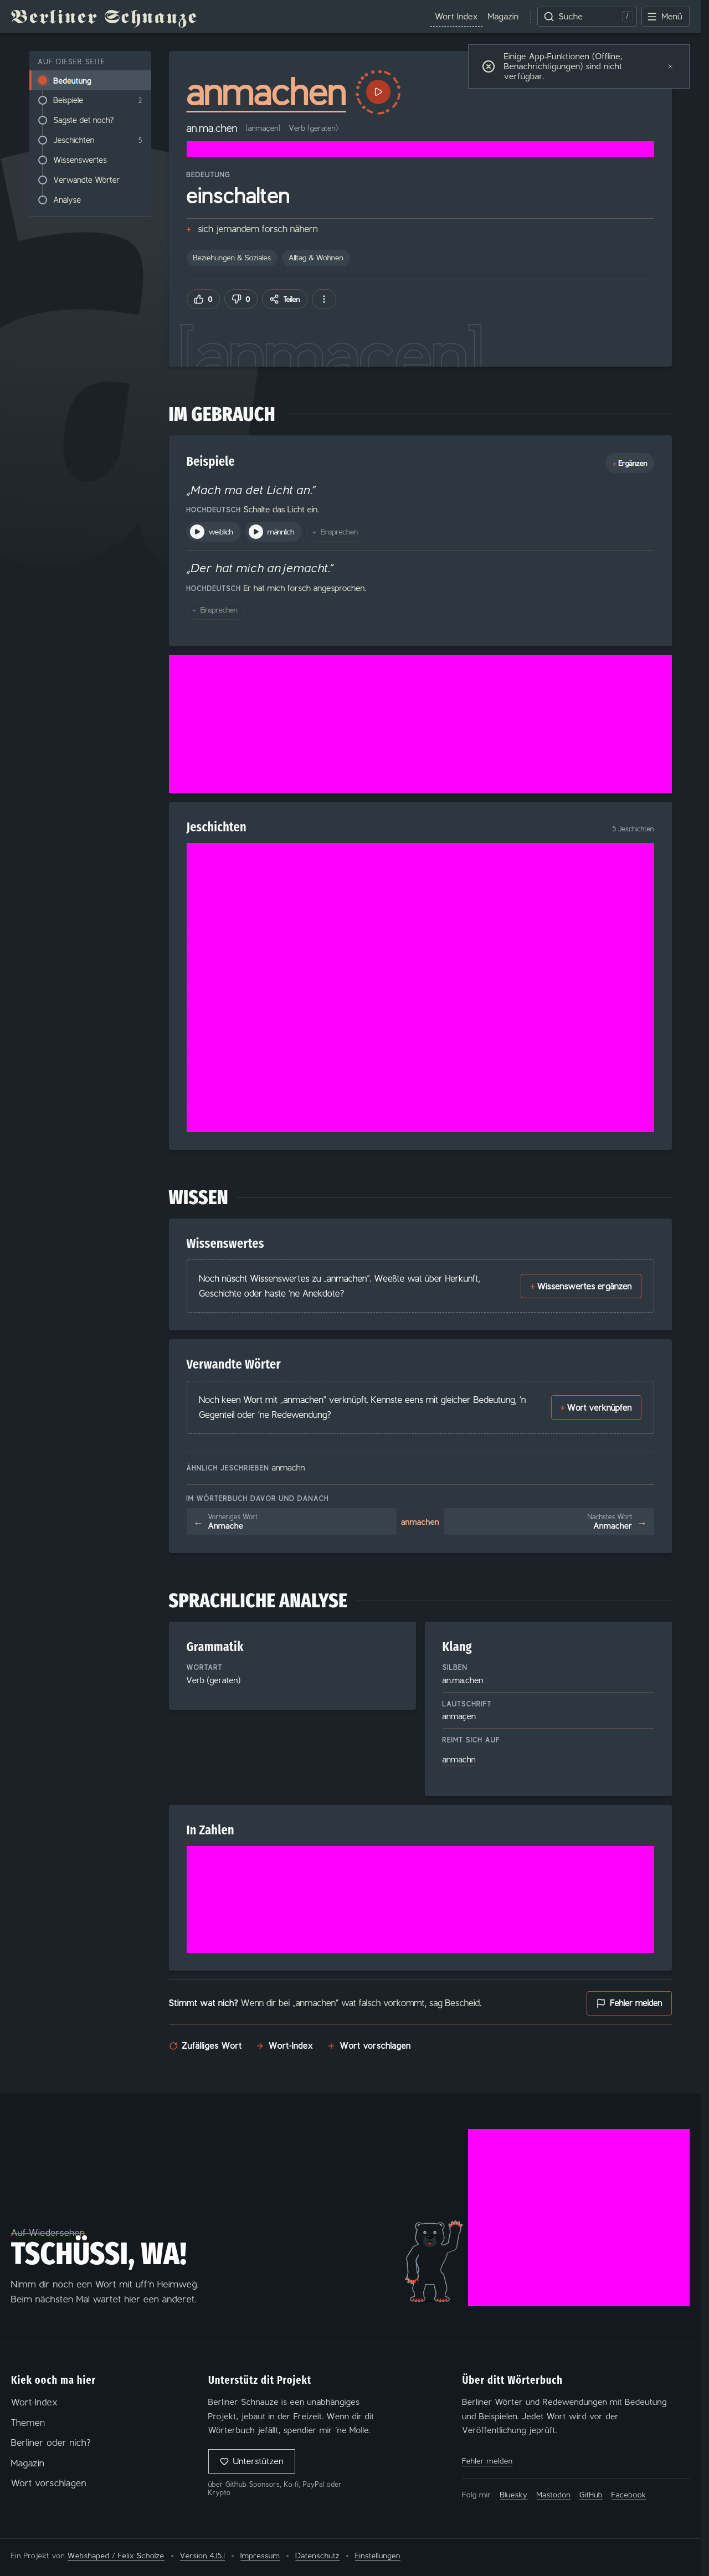 Berliner Schnauze
Wort Index Magazin Suche / Menü
Einige App-Funktionen (Offline,
Benachrichtigungen) sind nicht
verfügbar.
AUF DIESER SEITE
Bedeutung
Beispiele 2
Sagste det noch?
Jeschichten 5
Wissenswertes
Verwandte Wörter
Analyse
anmachen
an.ma.chen [anmaçen] Verb (geraten)
BEDEUTUNG
einschalten
+ sich jemandem forsch nähern
Beziehungen & Soziales Alltag & Wohnen
0 0 Teilen
[anmaçen]
IM GEBRAUCH
Beispiele
+ Ergänzen
„Mach ma det Licht an.“
HOCHDEUTSCH Schalte das Licht ein.
weiblich männlich + Einsprechen
„Der hat mich an jemacht.“
HOCHDEUTSCH Er hat mich forsch angesprochen.
+ Einsprechen
Jeschichten
5 Jeschichten
WISSEN
Wissenswertes
Noch nüscht Wissenswertes zu „anmachen“. Weeßte wat über Herkunft,
Geschichte oder haste 'ne Anekdote?
+ Wissenswertes ergänzen
Verwandte Wörter
Noch keen Wort mit „anmachen“ verknüpft. Kennste eens mit gleicher Bedeutung, 'n
Gegenteil oder 'ne Redewendung?
+ Wort verknüpfen
ÄHNLICH JESCHRIEBEN anmachn
IM WÖRTERBUCH DAVOR UND DANACH
← Vorheriges Wort
Anmache
anmachen
Nächstes Wort →
Anmacher
SPRACHLICHE ANALYSE
Grammatik
WORTART
Verb (geraten)
Klang
SILBEN
an.ma.chen
LAUTSCHRIFT
anmaçen
REIMT SICH AUF
anmachn
In Zahlen
Stimmt wat nich? Wenn dir bei „anmachen“ wat falsch vorkommt, sag Bescheid.
Fehler melden
Zufälliges Wort → Wort-Index + Wort vorschlagen
Auf Wiedersehen
TSCHÜSSI, WA!
Nimm dir noch een Wort mit uff'n Heimweg.
Beim nächsten Mal wartet hier een anderet.
Kiek ooch ma hier
Wort-Index
Themen
Berliner oder nich?
Magazin
Wort vorschlagen
Unterstütz dit Projekt
Berliner Schnauze is een unabhängiges
Projekt, jebaut in der Freizeit. Wenn dir dit
Wörterbuch jefällt, spendier mir 'ne Molle.
Unterstützen
über GitHub Sponsors, Ko-fi, PayPal oder
Krypto
Über ditt Wörterbuch
Berliner Wörter und Redewendungen mit Bedeutung
und Beispielen. Jedet Wort wird vor der
Veröffentlichung jeprüft.
Fehler melden
Folg mir Bluesky Mastodon GitHub Facebook
Ein Projekt von Webshaped / Felix Scholze • Version 4.15.1 • Impressum • Datenschutz • Einstellungen